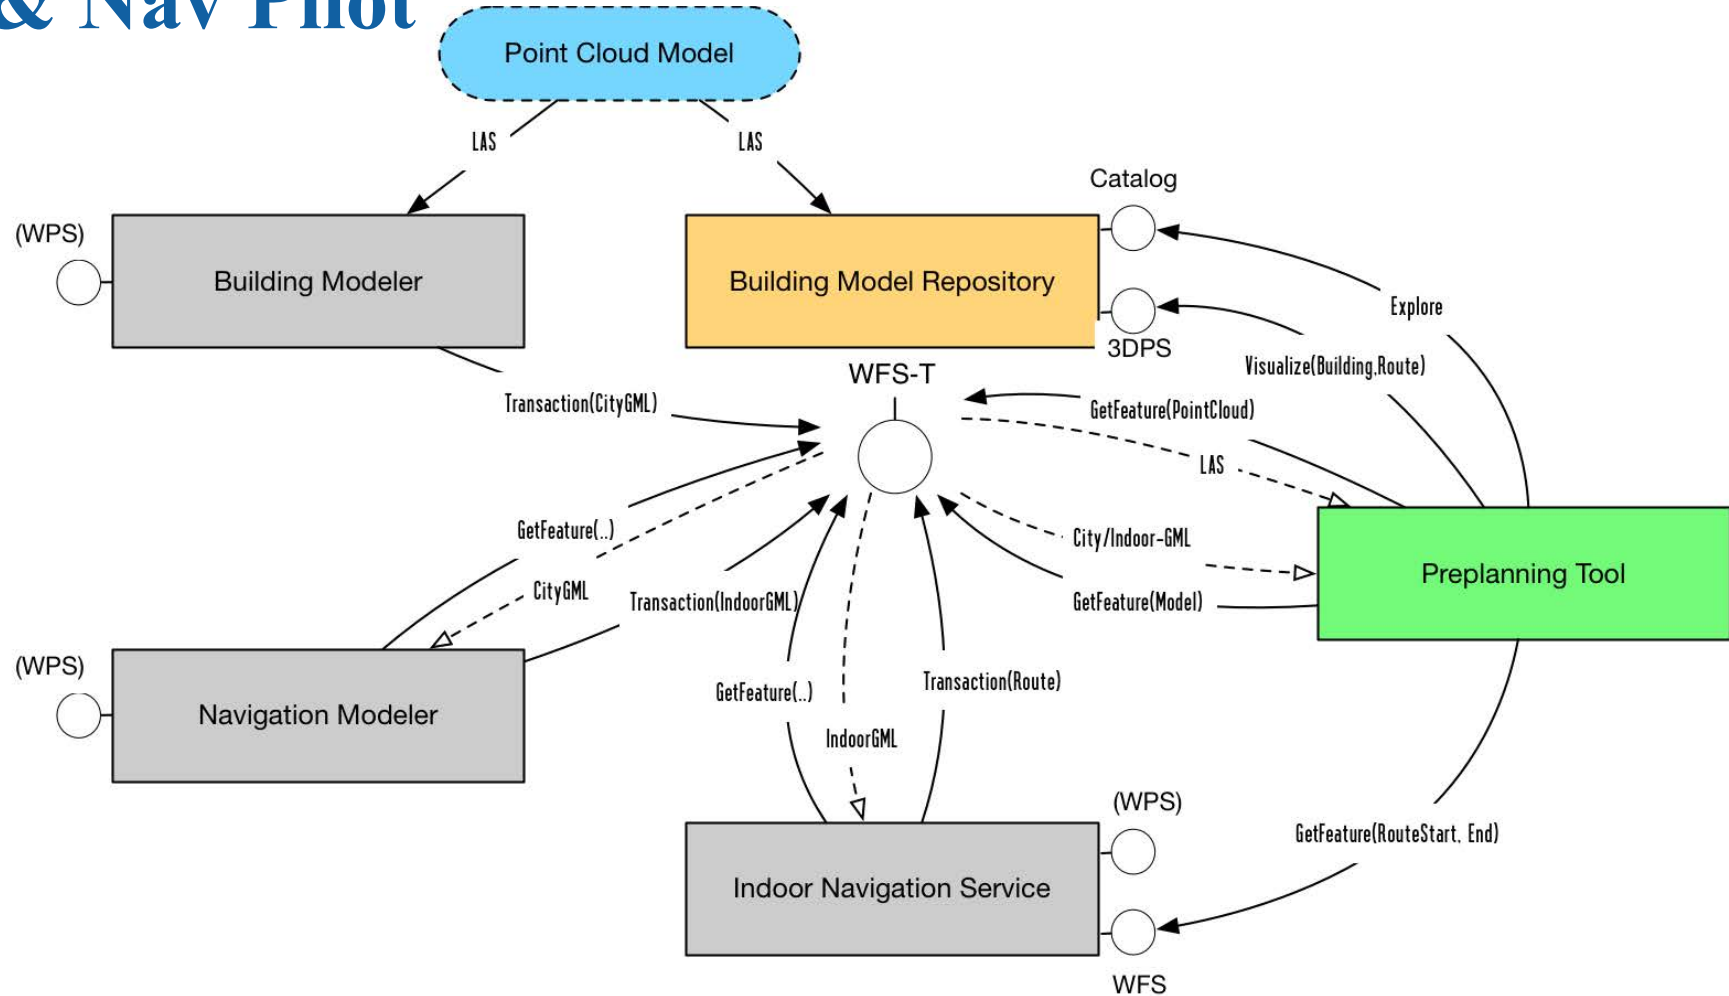 & Nav Pilot
Point Cloud Model
LAS
LAS
Catalog
(WPS)
Building Modeler
Building Model Repository
Explore
3DPS
Visualize(Building,Route)
WFS-T
Transaction(CityGML)
GetFeature(PointCloud)
LAS
GetFeature(..)
City/Indoor-GML
Preplanning Tool
CityGML
Transaction(IndoorGML)
GetFeature(Model)
(WPS)
Navigation Modeler
GetFeature(..)
Transaction(Route)
IndoorGML
(WPS)
GetFeature(RouteStart, End)
Indoor Navigation Service
WFS